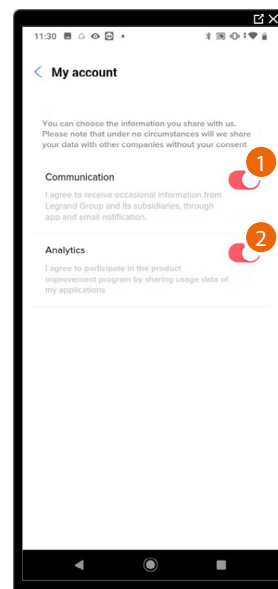 11:30
My account
You can choose the information you share with us.
Please note that under no circumstances will we share
your data with other companies without your consent
1
Communication
I agree to receive occasional information from
Legrand Group and its subsidiaries, through
app and email notification.
2
Analytics
I agree to participate in the product
improvement program by sharing usage data of
my applications